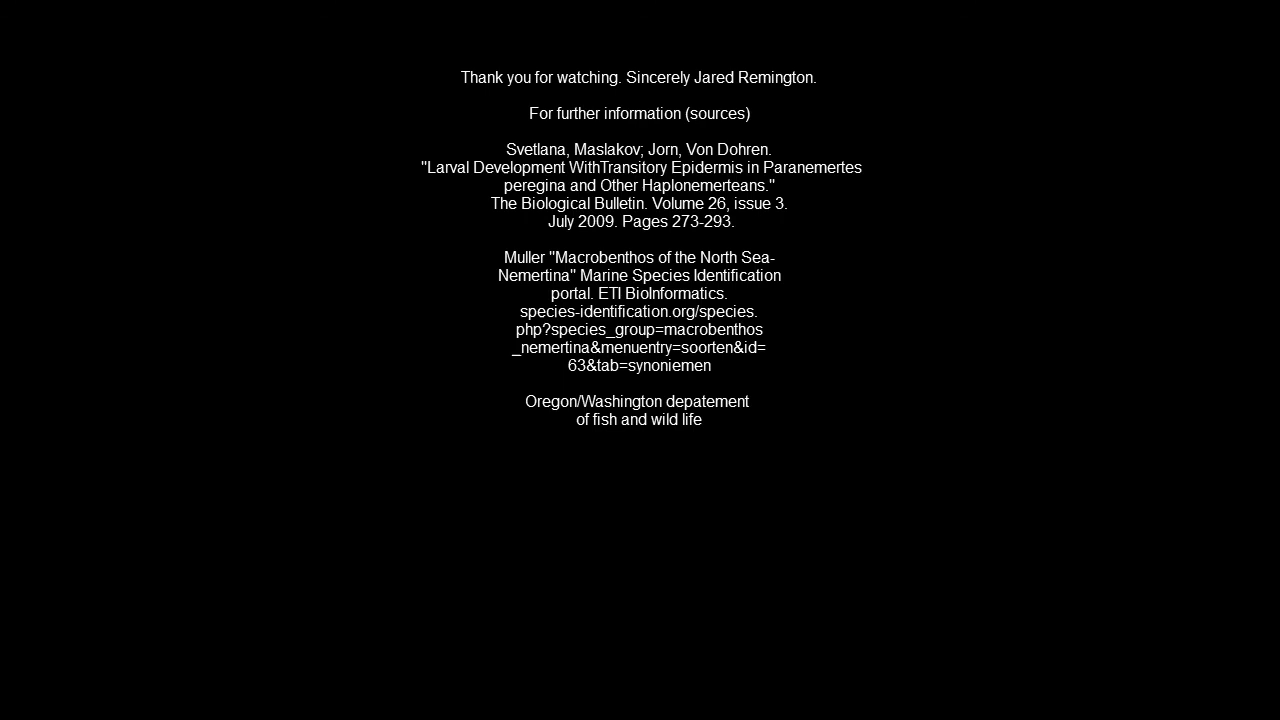 Thank you for watching. Sincerely Jared Remington.
For further information (sources)
Svetlana, Maslakov; Jorn, Von Dohren.
"Larval Development WithTransitory Epidermis in Paranemertes
peregina and Other Haplonemerteans."
The Biological Bulletin. Volume 26, issue 3.
July 2009. Pages 273-293.
Muller "Macrobenthos of the North Sea-
Nemertina" Marine Species Identification
portal. ETI BioInformatics.
species-identification.org/species.
php?species_group=macrobenthos
_nemertina&menuentry=soorten&id=
63&tab=synoniemen
Oregon/Washington depatement
of fish and wild life